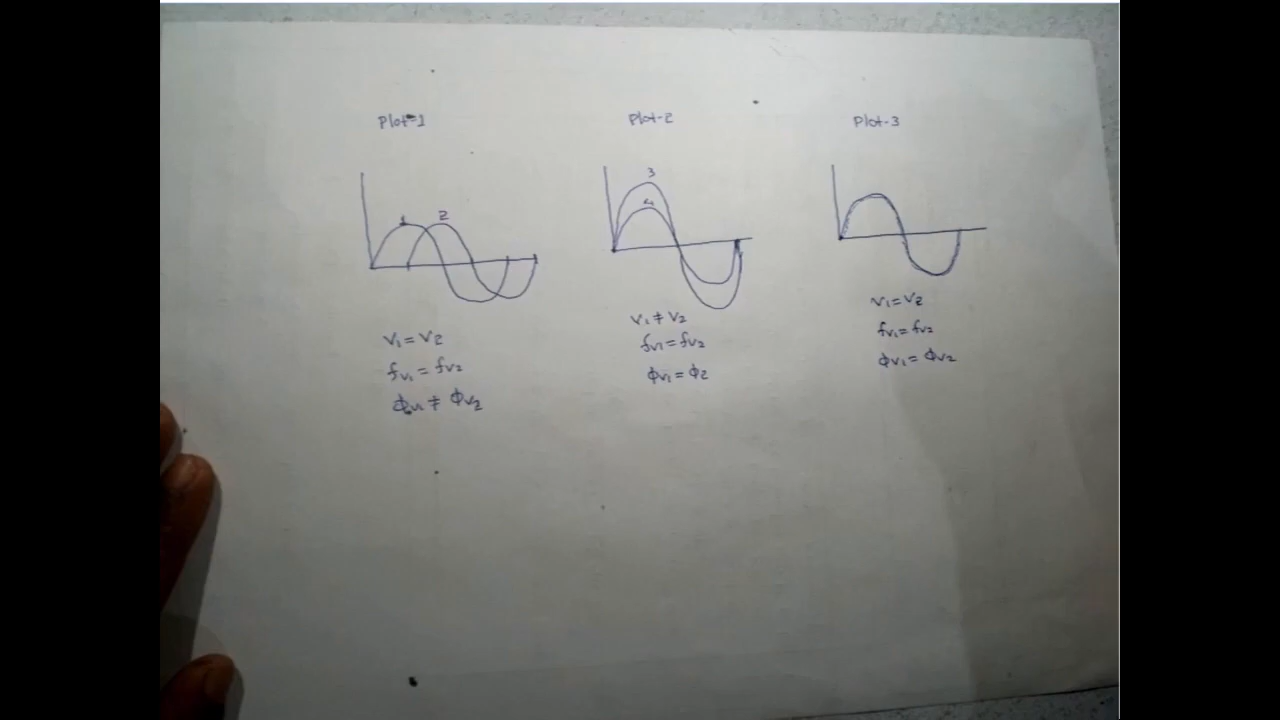 Plot-1
Plot-2
Plot-3
1
2
3
4
V₁ = V₂
fV₁ = fV₂
ϕV₁ ≠ ϕV₂
V₁ ≠ V₂
fV₁ = fV₂
ϕV₁ = ϕ₂
V₁ = V₂
fV₁ = fV₂
ϕV₁ = ϕV₂